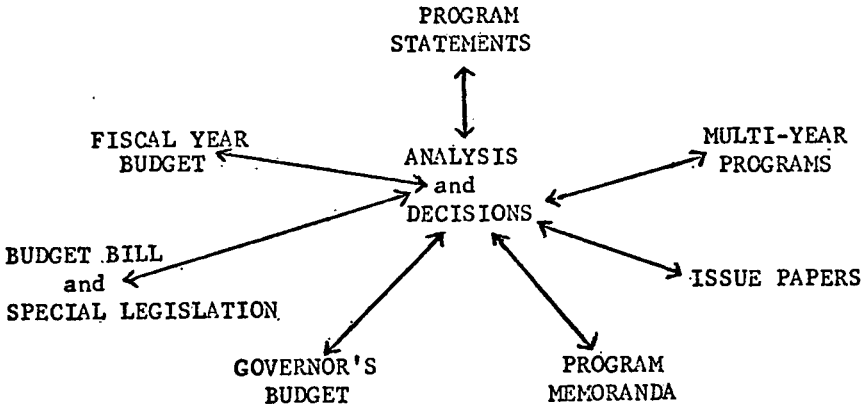 PROGRAM
STATEMENTS
FISCAL YEAR
BUDGET
ANALYSIS
and
DECISIONS
MULTI-YEAR
PROGRAMS
BUDGET BILL
and
SPECIAL LEGISLATION
ISSUE PAPERS
GOVERNOR'S
BUDGET
PROGRAM
MEMORANDA